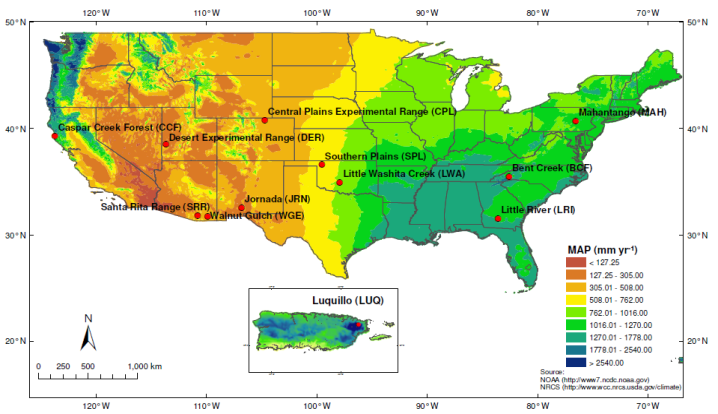 120°W 110°W 100°W 90°W 80°W 70°W
50°N 50°N
Central Plains Experimental Range (CPL)
Mahantango (MAH)
40°N Caspar Creek Forest (CCF) 40°N
Desert Experimental Range (DER)
Southern Plains (SPL)
Little Washita Creek (LWA) Bent Creek (BCF)
Jornada (JRN)
Santa Rita Range (SRR) Walnut Gulch (WGE) Little River (LRI)
30°N 30°N
MAP (mm yr⁻¹)
< 127.25
127.25 - 305.00
305.01 - 508.00
508.01 - 762.00
762.01 - 1016.00
1016.01 - 1270.00
1270.01 - 1778.00
1778.01 - 2540.00
> 2540.00
Luquillo (LUQ)
N
20°N 20°N
0 250 500 1,000 km
Source:
NOAA (http://www7.ncdc.noaa.gov)
NRCS (http://www.wcc.nrcs.usda.gov/climate)
120°W 110°W 100°W 90°W 80°W